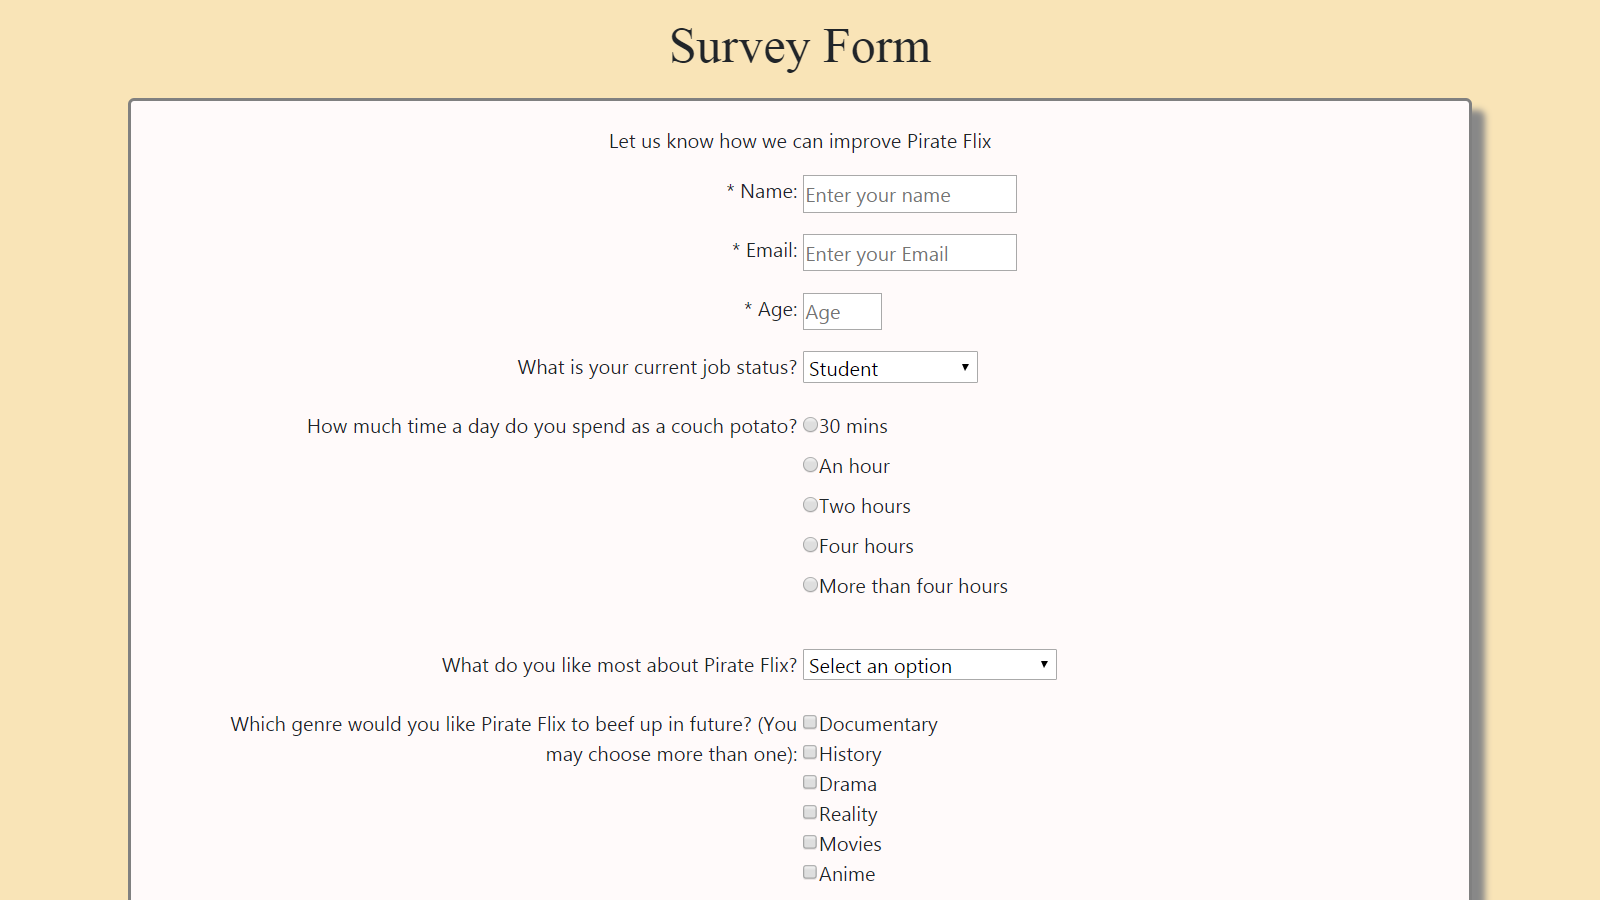 Survey Form
Let us know how we can improve Pirate Flix
* Name: Enter your name
* Email: Enter your Email
* Age: Age
What is your current job status? Student
How much time a day do you spend as a couch potato? 30 mins
An hour
Two hours
Four hours
More than four hours
What do you like most about Pirate Flix? Select an option
Which genre would you like Pirate Flix to beef up in future? (You Documentary
may choose more than one): History
Drama
Reality
Movies
Anime